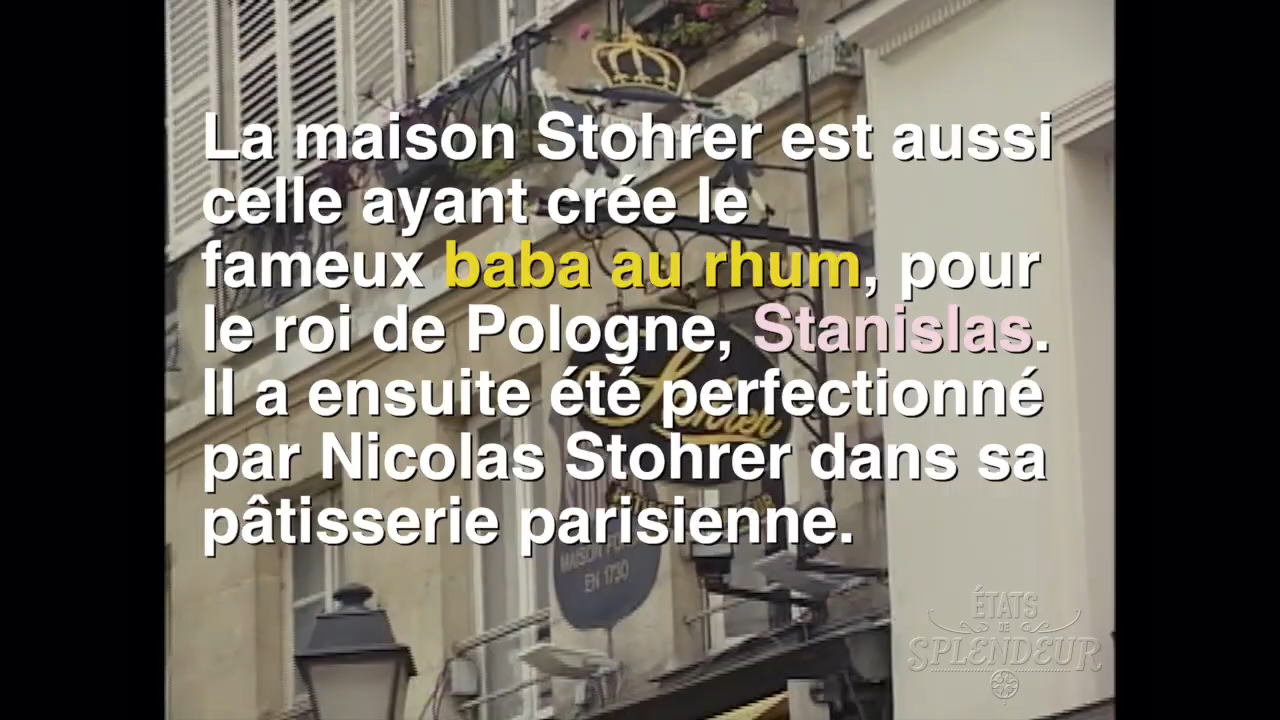 La maison Stohrer est aussi
celle ayant crée le
fameux baba au rhum, pour
le roi de Pologne, Stanislas.
Il a ensuite été perfectionné
par Nicolas Stohrer dans sa
pâtisserie parisienne.
Stohrer
MAISON
EN 1730
ÉTATS
DE
SPLENDEUR